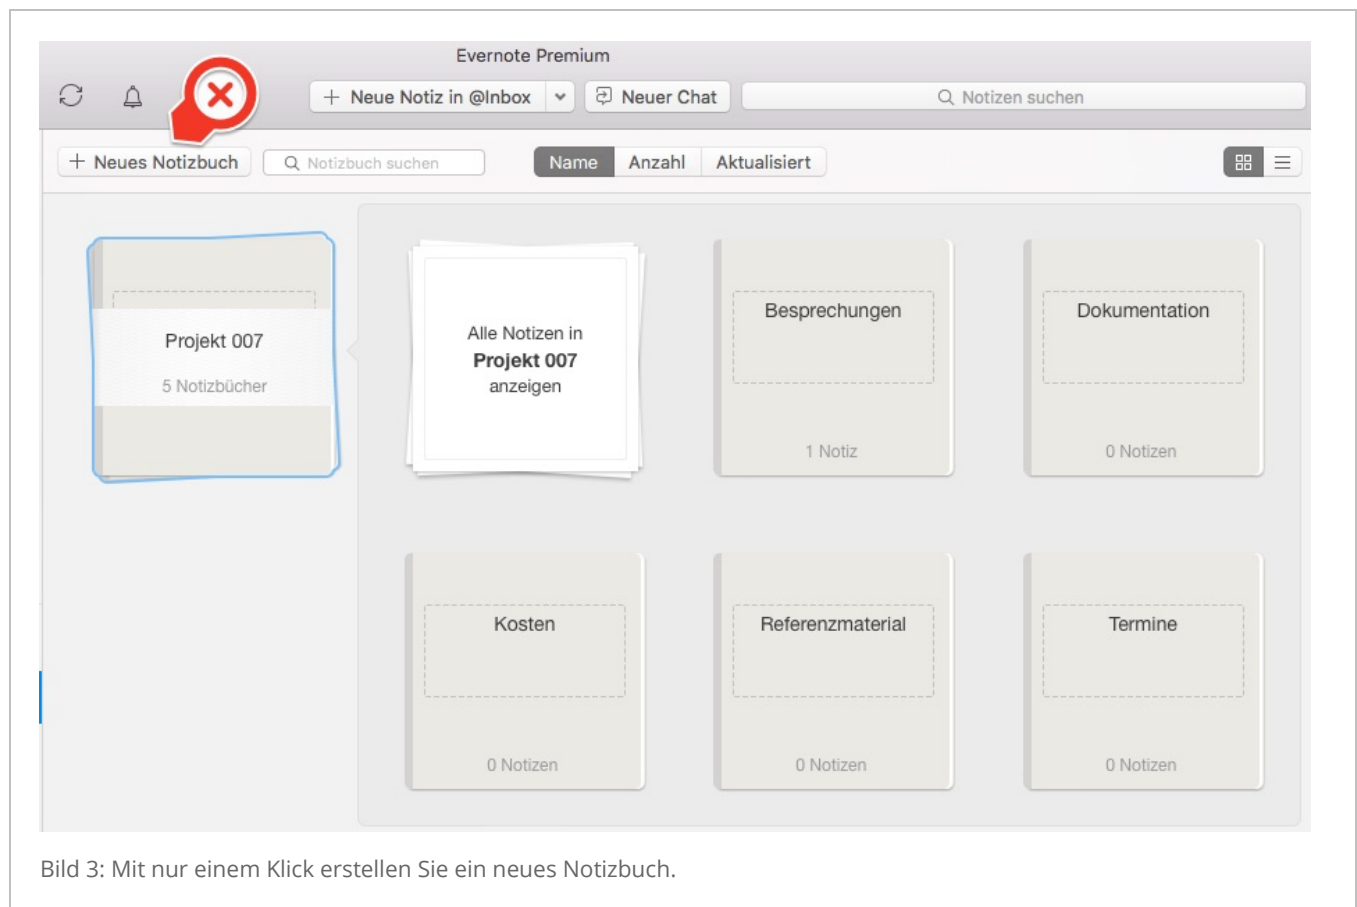 Evernote Premium
Neue Notiz in @Inbox
Neuer Chat
Notizen suchen
Neues Notizbuch
Notizbuch suchen
Name
Anzahl
Aktualisiert
Projekt 007
5 Notizbücher
Alle Notizen in
Projekt 007
anzeigen
Besprechungen
1 Notiz
Dokumentation
0 Notizen
Kosten
0 Notizen
Referenzmaterial
0 Notizen
Termine
0 Notizen
Bild 3: Mit nur einem Klick erstellen Sie ein neues Notizbuch.